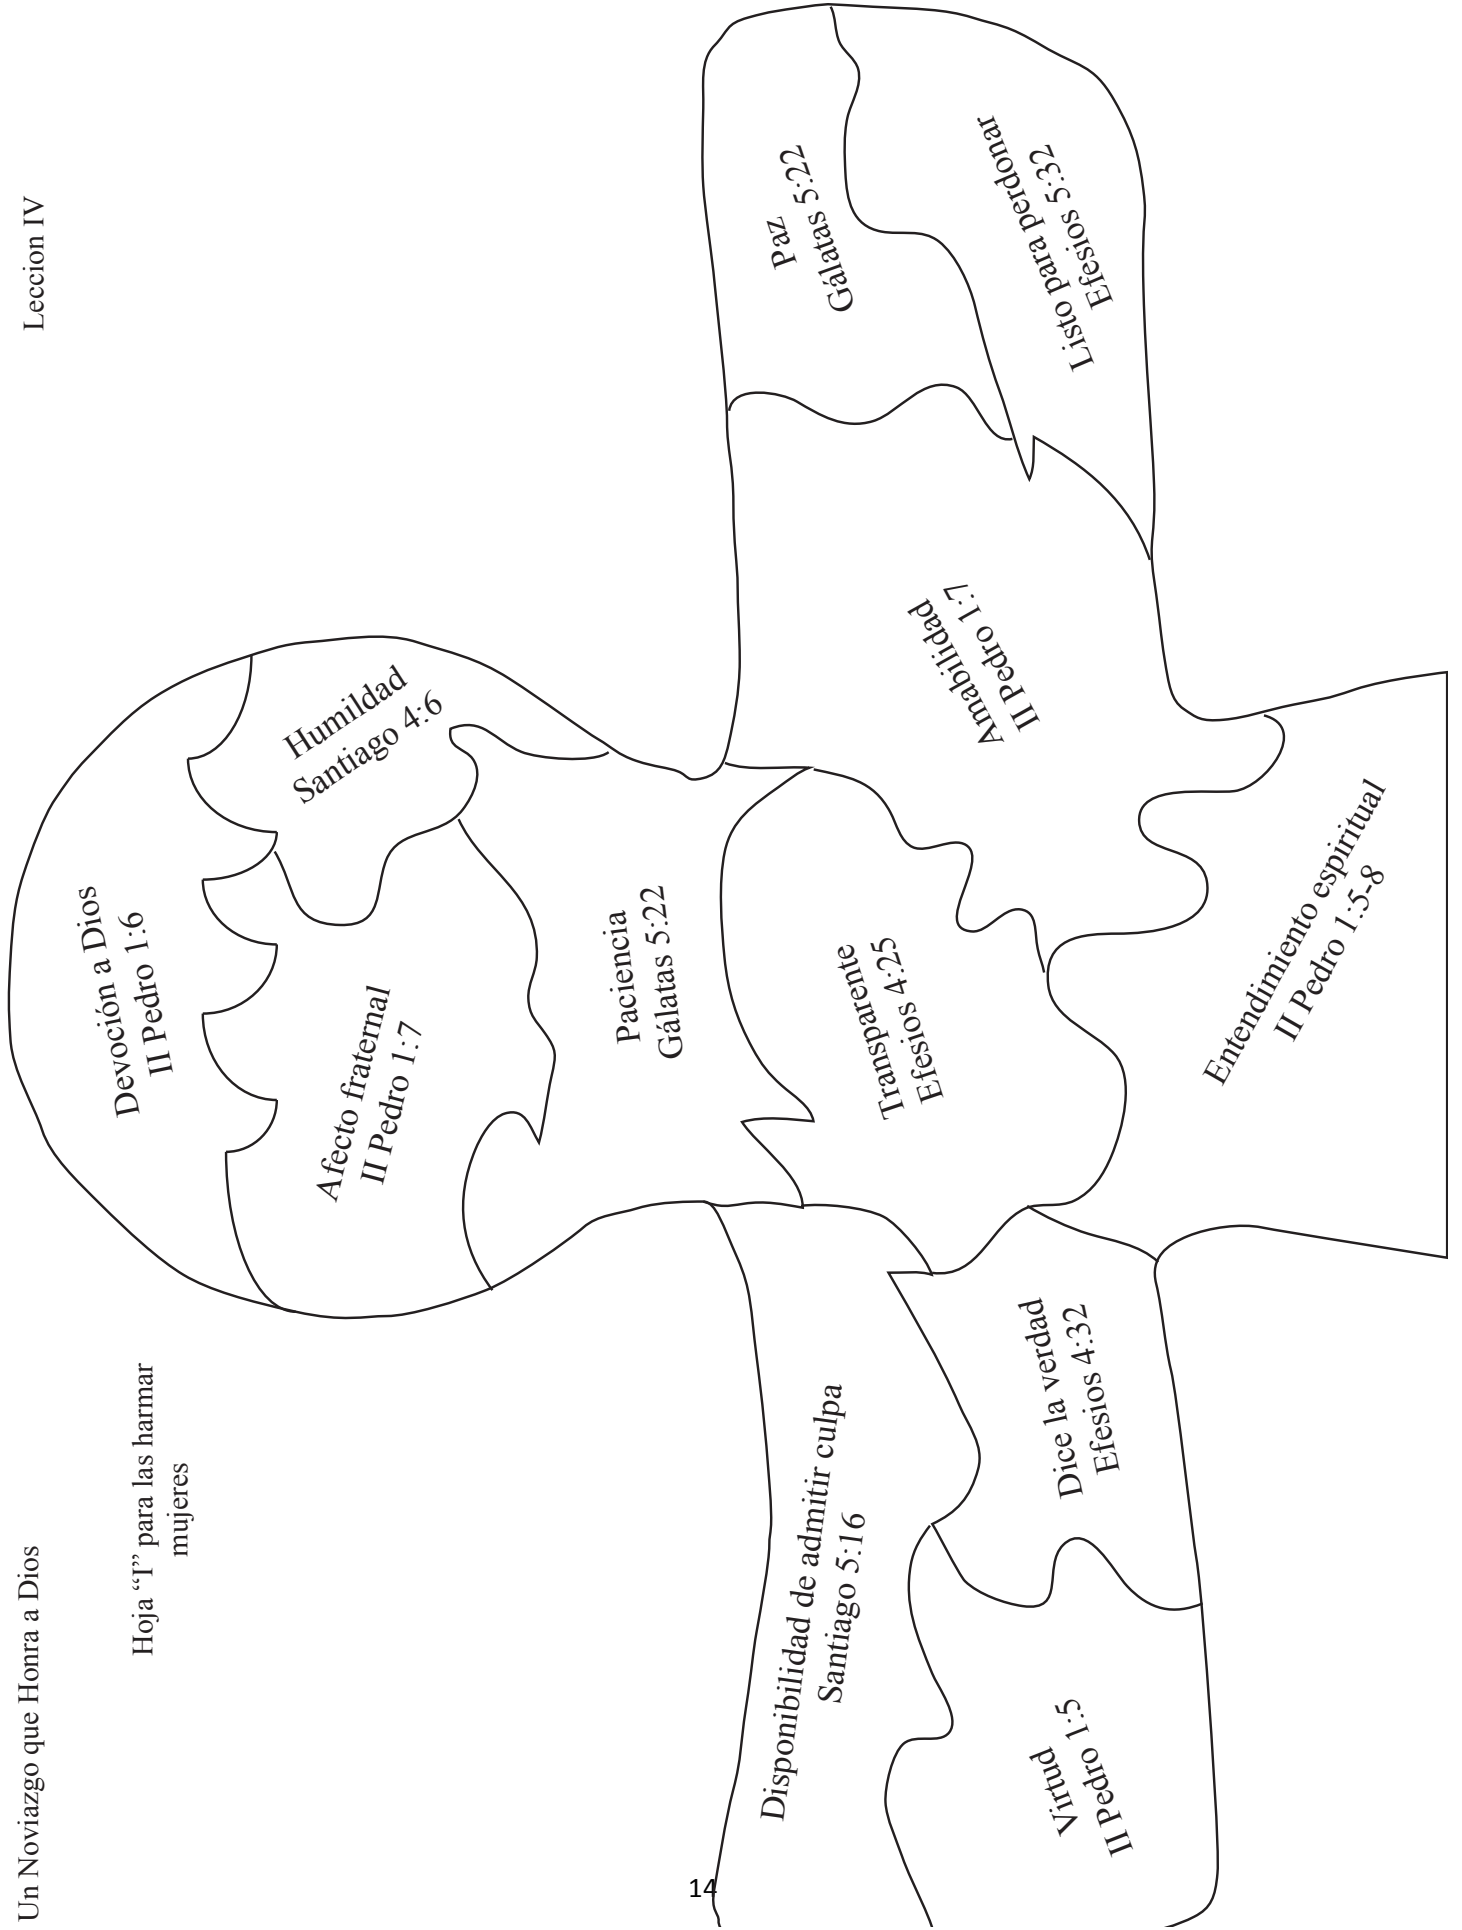 Un Noviazgo que Honra a Dios
Leccion IV
Hoja “I” para las harmar
mujeres
Devoción a Dios
II Pedro 1:6
Humildad
Santiago 4:6
Afecto fraternal
II Pedro 1:7
Paciencia
Gálatas 5:22
Disponibilidad de admitir culpa
Santiago 5:16
Transparente
Efesios 4:25
Amabilidad
II Pedro 1:7
Paz
Gálatas 5:22
Listo para perdonar
Efesios 5:32
Virtud
II Pedro 1:5
Dice la verdad
Efesios 4:32
Entendimiento espiritual
II Pedro 1:5-8
14